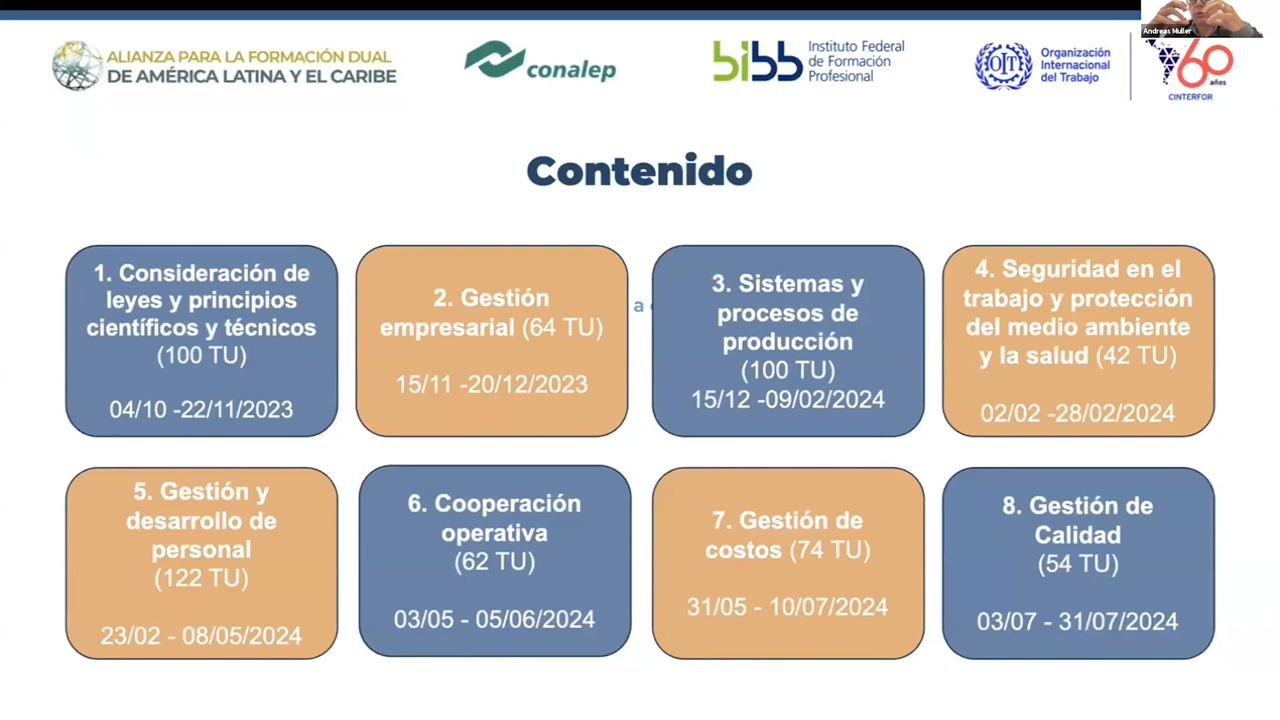 Andreas Muller
ALIANZA PARA LA FORMACIÓN DUAL
DE AMÉRICA LATINA Y EL CARIBE
conalep
bibb
Instituto Federal
de Formación
Profesional
OIT
Organización
Internacional
del Trabajo
60
años
CINTERFOR
Contenido
1. Consideración de
leyes y principios
científicos y técnicos
(100 TU)
04/10 -22/11/2023
2. Gestión
empresarial (64 TU)
15/11 -20/12/2023
a
3. Sistemas y
procesos de
producción
(100 TU)
15/12 -09/02/2024
4. Seguridad en el
trabajo y protección
del medio ambiente
y la salud (42 TU)
02/02 -28/02/2024
5. Gestión y
desarrollo de
personal
(122 TU)
23/02 - 08/05/2024
6. Cooperación
operativa
(62 TU)
03/05 - 05/06/2024
7. Gestión de
costos (74 TU)
31/05 - 10/07/2024
8. Gestión de
Calidad
(54 TU)
03/07 - 31/07/2024